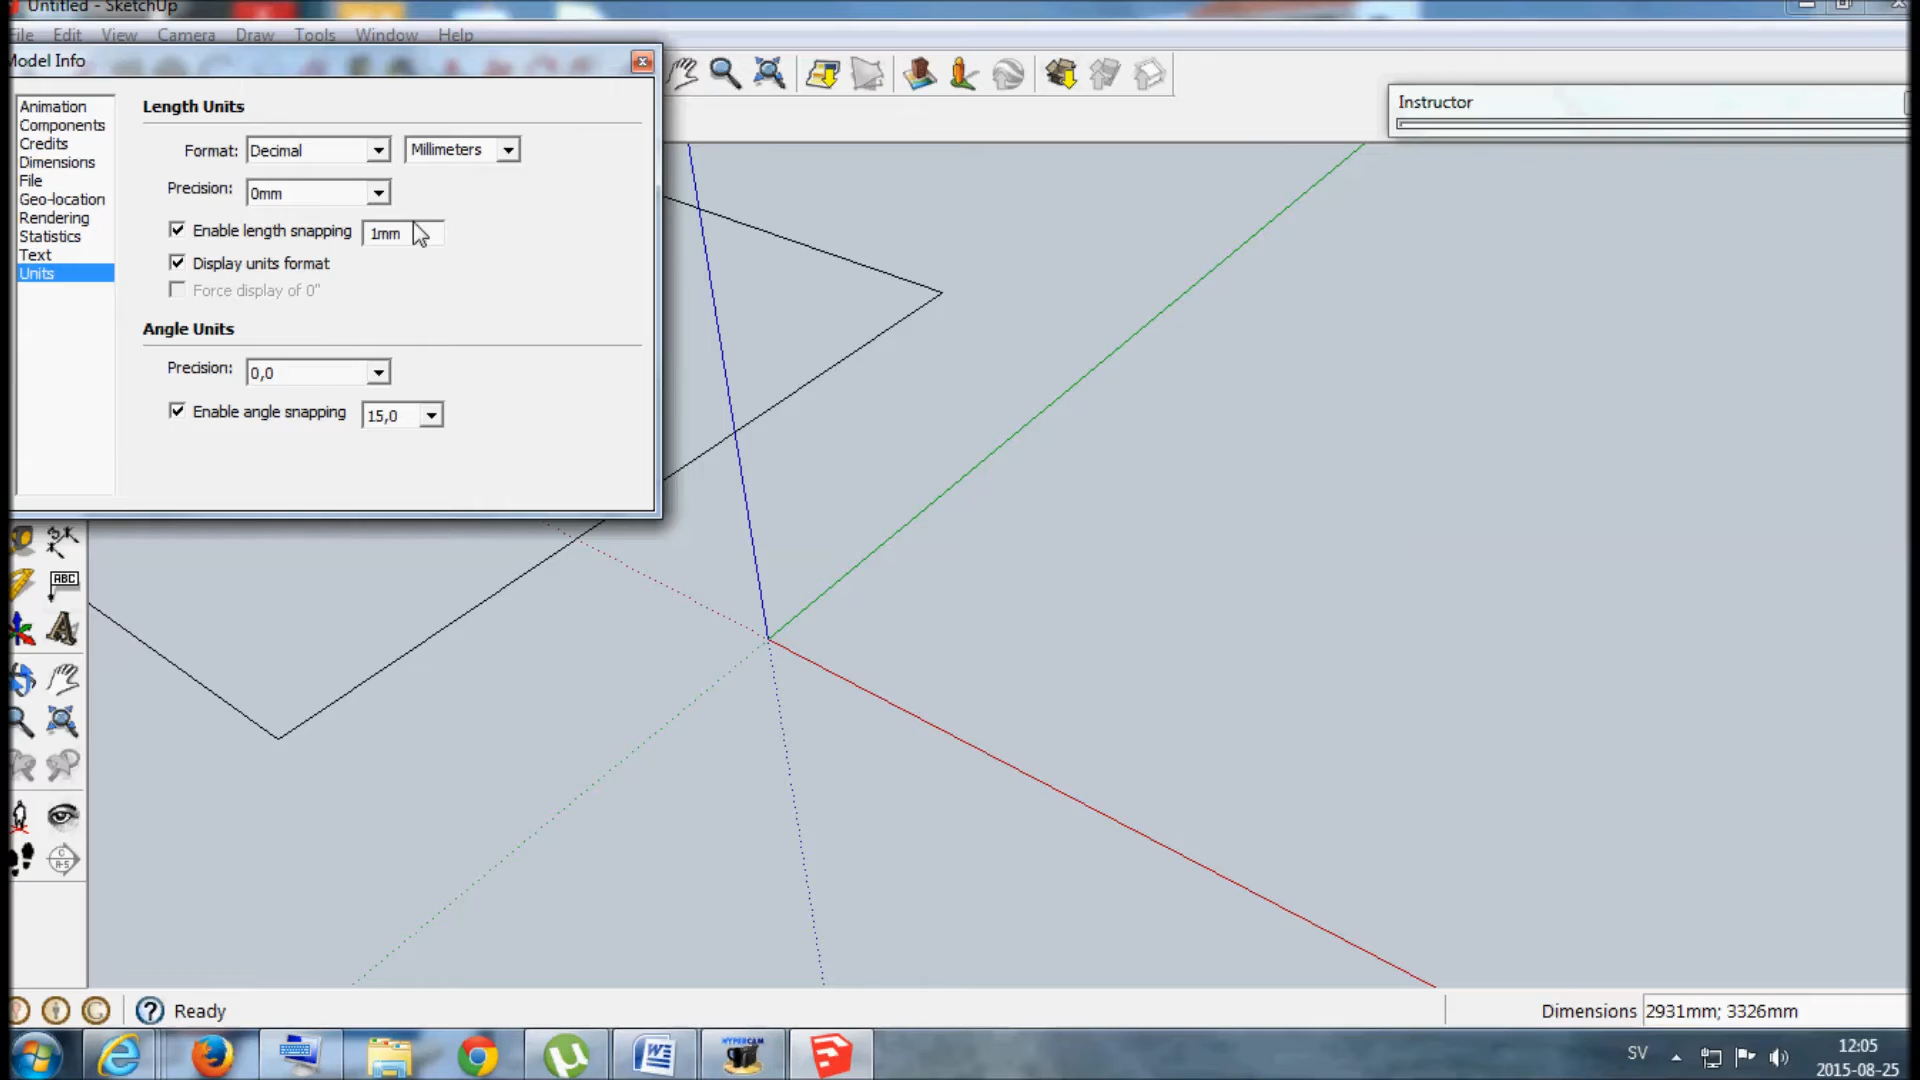 Untitled - SketchUp
File Edit View Camera Draw Tools Window Help
Model Info
Animation
Components
Credits
Dimensions
File
Geo-location
Rendering
Statistics
Text
Units
Length Units
Format: Decimal Millimeters
Precision: 0mm
Enable length snapping 1mm
Display units format
Force display of 0"
Angle Units
Precision: 0,0
Enable angle snapping 15,0
Instructor
ABC
Ready
Dimensions 2931mm; 3326mm
HYPERCAM
SV
12:05
2015-08-25